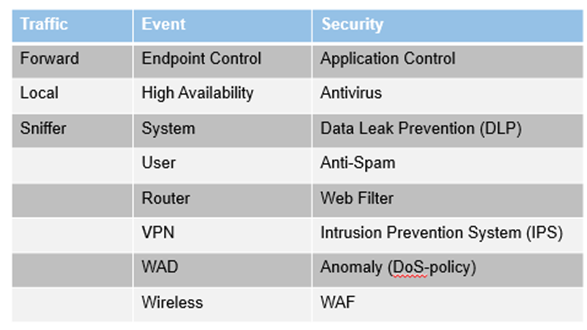 Traffic Event Security
Forward Endpoint Control Application Control
Local High Availability Antivirus
Sniffer System Data Leak Prevention (DLP)
User Anti-Spam
Router Web Filter
VPN Intrusion Prevention System (IPS)
WAD Anomaly (DoS-policy)
Wireless WAF